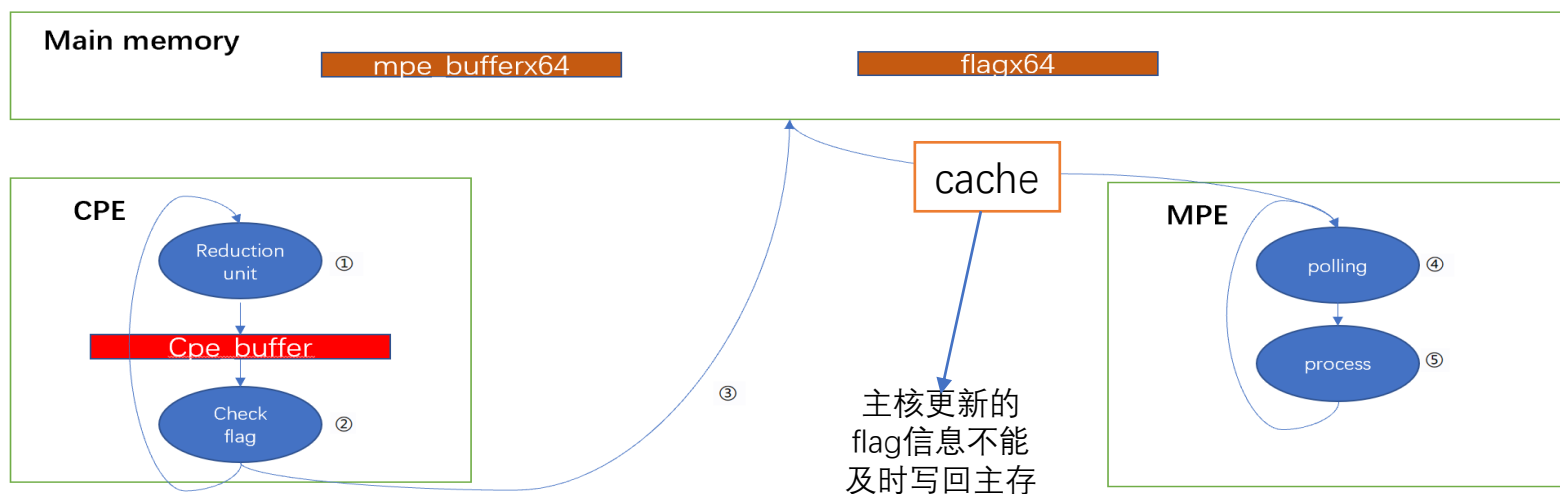 Main memory
mpe_bufferx64
flagx64
cache
CPE
Reduction
unit
①
Cpe_buffer
Check
flag
②
③
主核更新的
flag信息不能
及时写回主存
MPE
polling
④
process
⑤